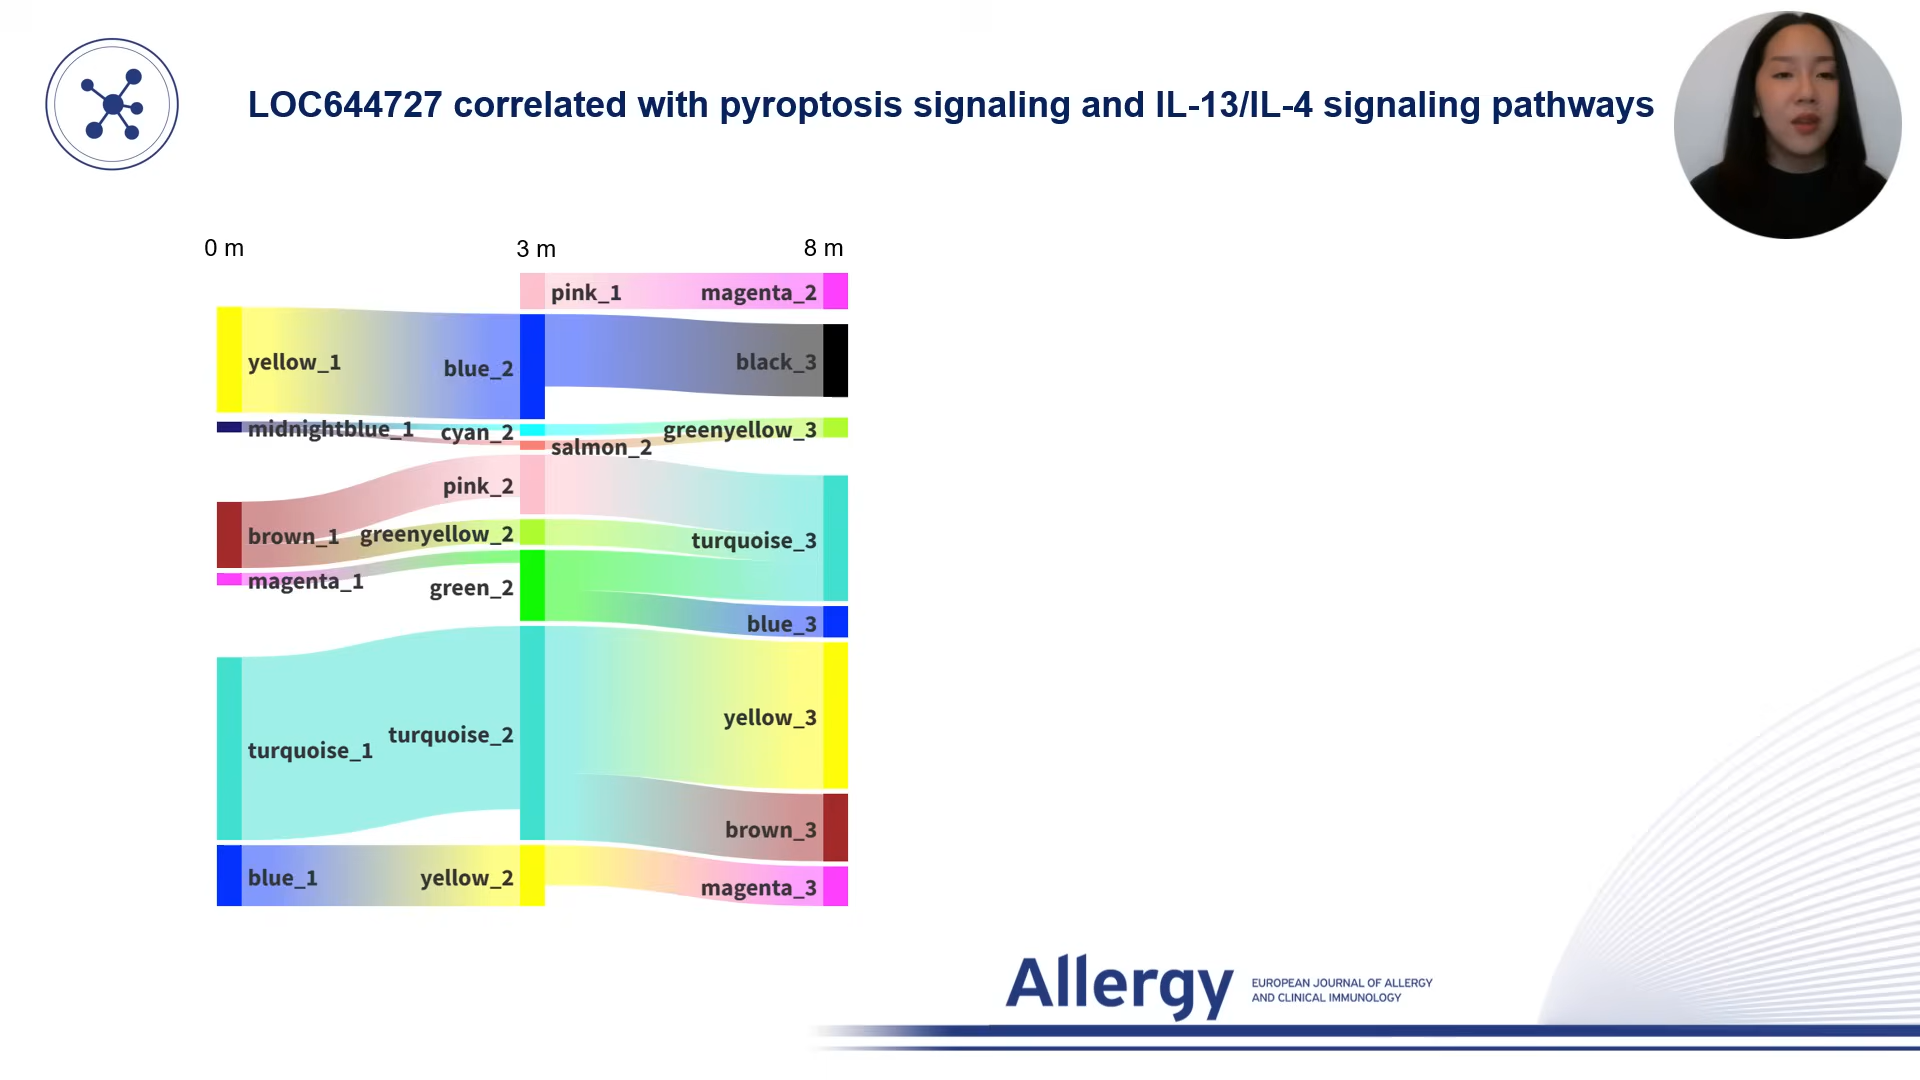 LOC644727 correlated with pyroptosis signaling and IL-13/IL-4 signaling pathways
0 m
3 m
8 m
pink_1
magenta_2
yellow_1
blue_2
black_3
midnightblue_1
cyan_2
greenyellow_3
salmon_2
pink_2
brown_1
greenyellow_2
turquoise_3
magenta_1
green_2
blue_3
turquoise_1
turquoise_2
yellow_3
brown_3
blue_1
yellow_2
magenta_3
Allergy
EUROPEAN JOURNAL OF ALLERGY
AND CLINICAL IMMUNOLOGY